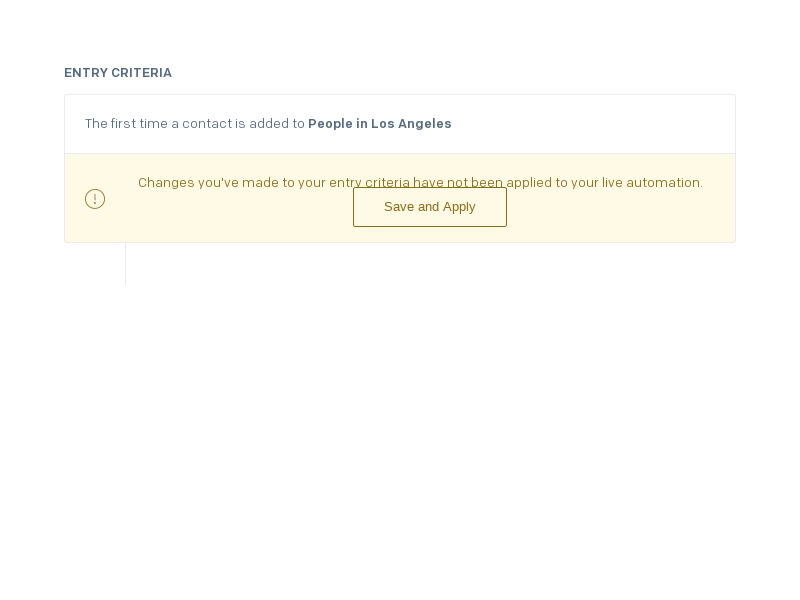 ENTRY CRITERIA
The first time a contact is added to People in Los Angeles
Changes you've made to your entry criteria have not been applied to your live automation.
Save and Apply